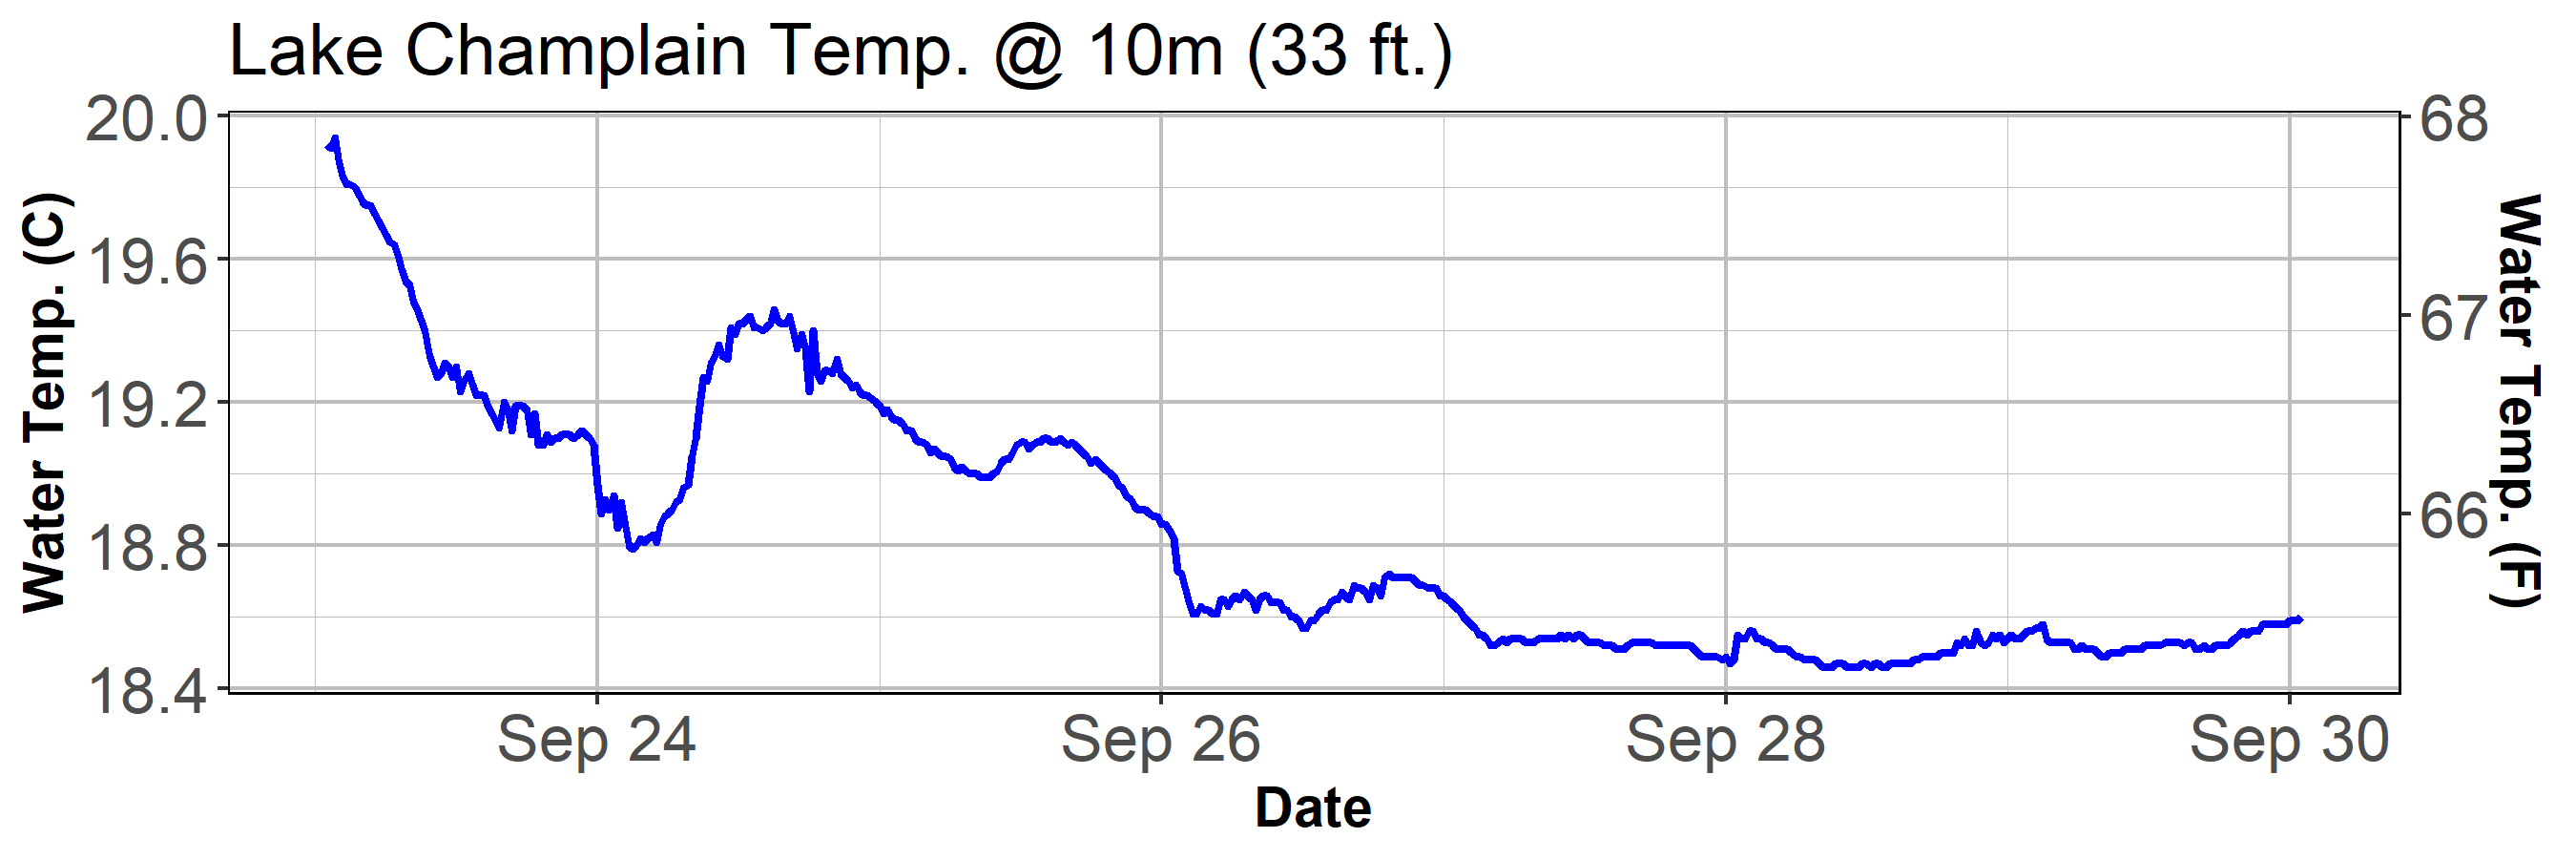 Lake Champlain Temp. @ 10m (33 ft.)
20.0
19.6
19.2
18.8
18.4
Water Temp. (C)
68
67
66
Water Temp. (F)
Sep 24 Sep 26 Sep 28 Sep 30
Date